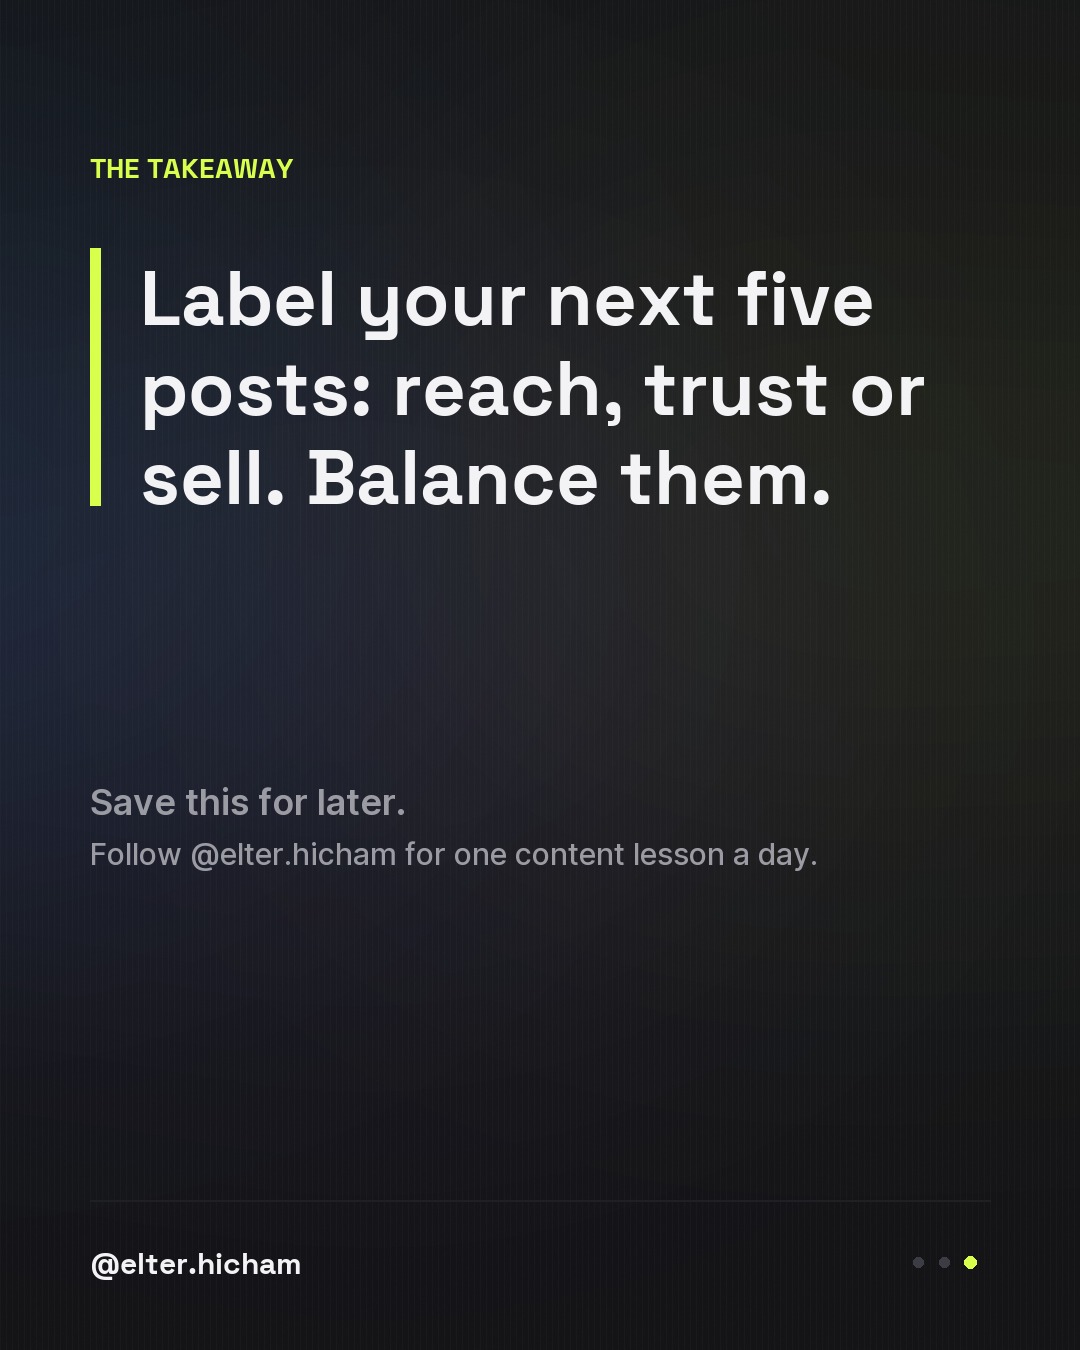 THE TAKEAWAY
Label your next five
posts: reach, trust or
sell. Balance them.
Save this for later.
Follow @elter.hicham for one content lesson a day.
@elter.hicham